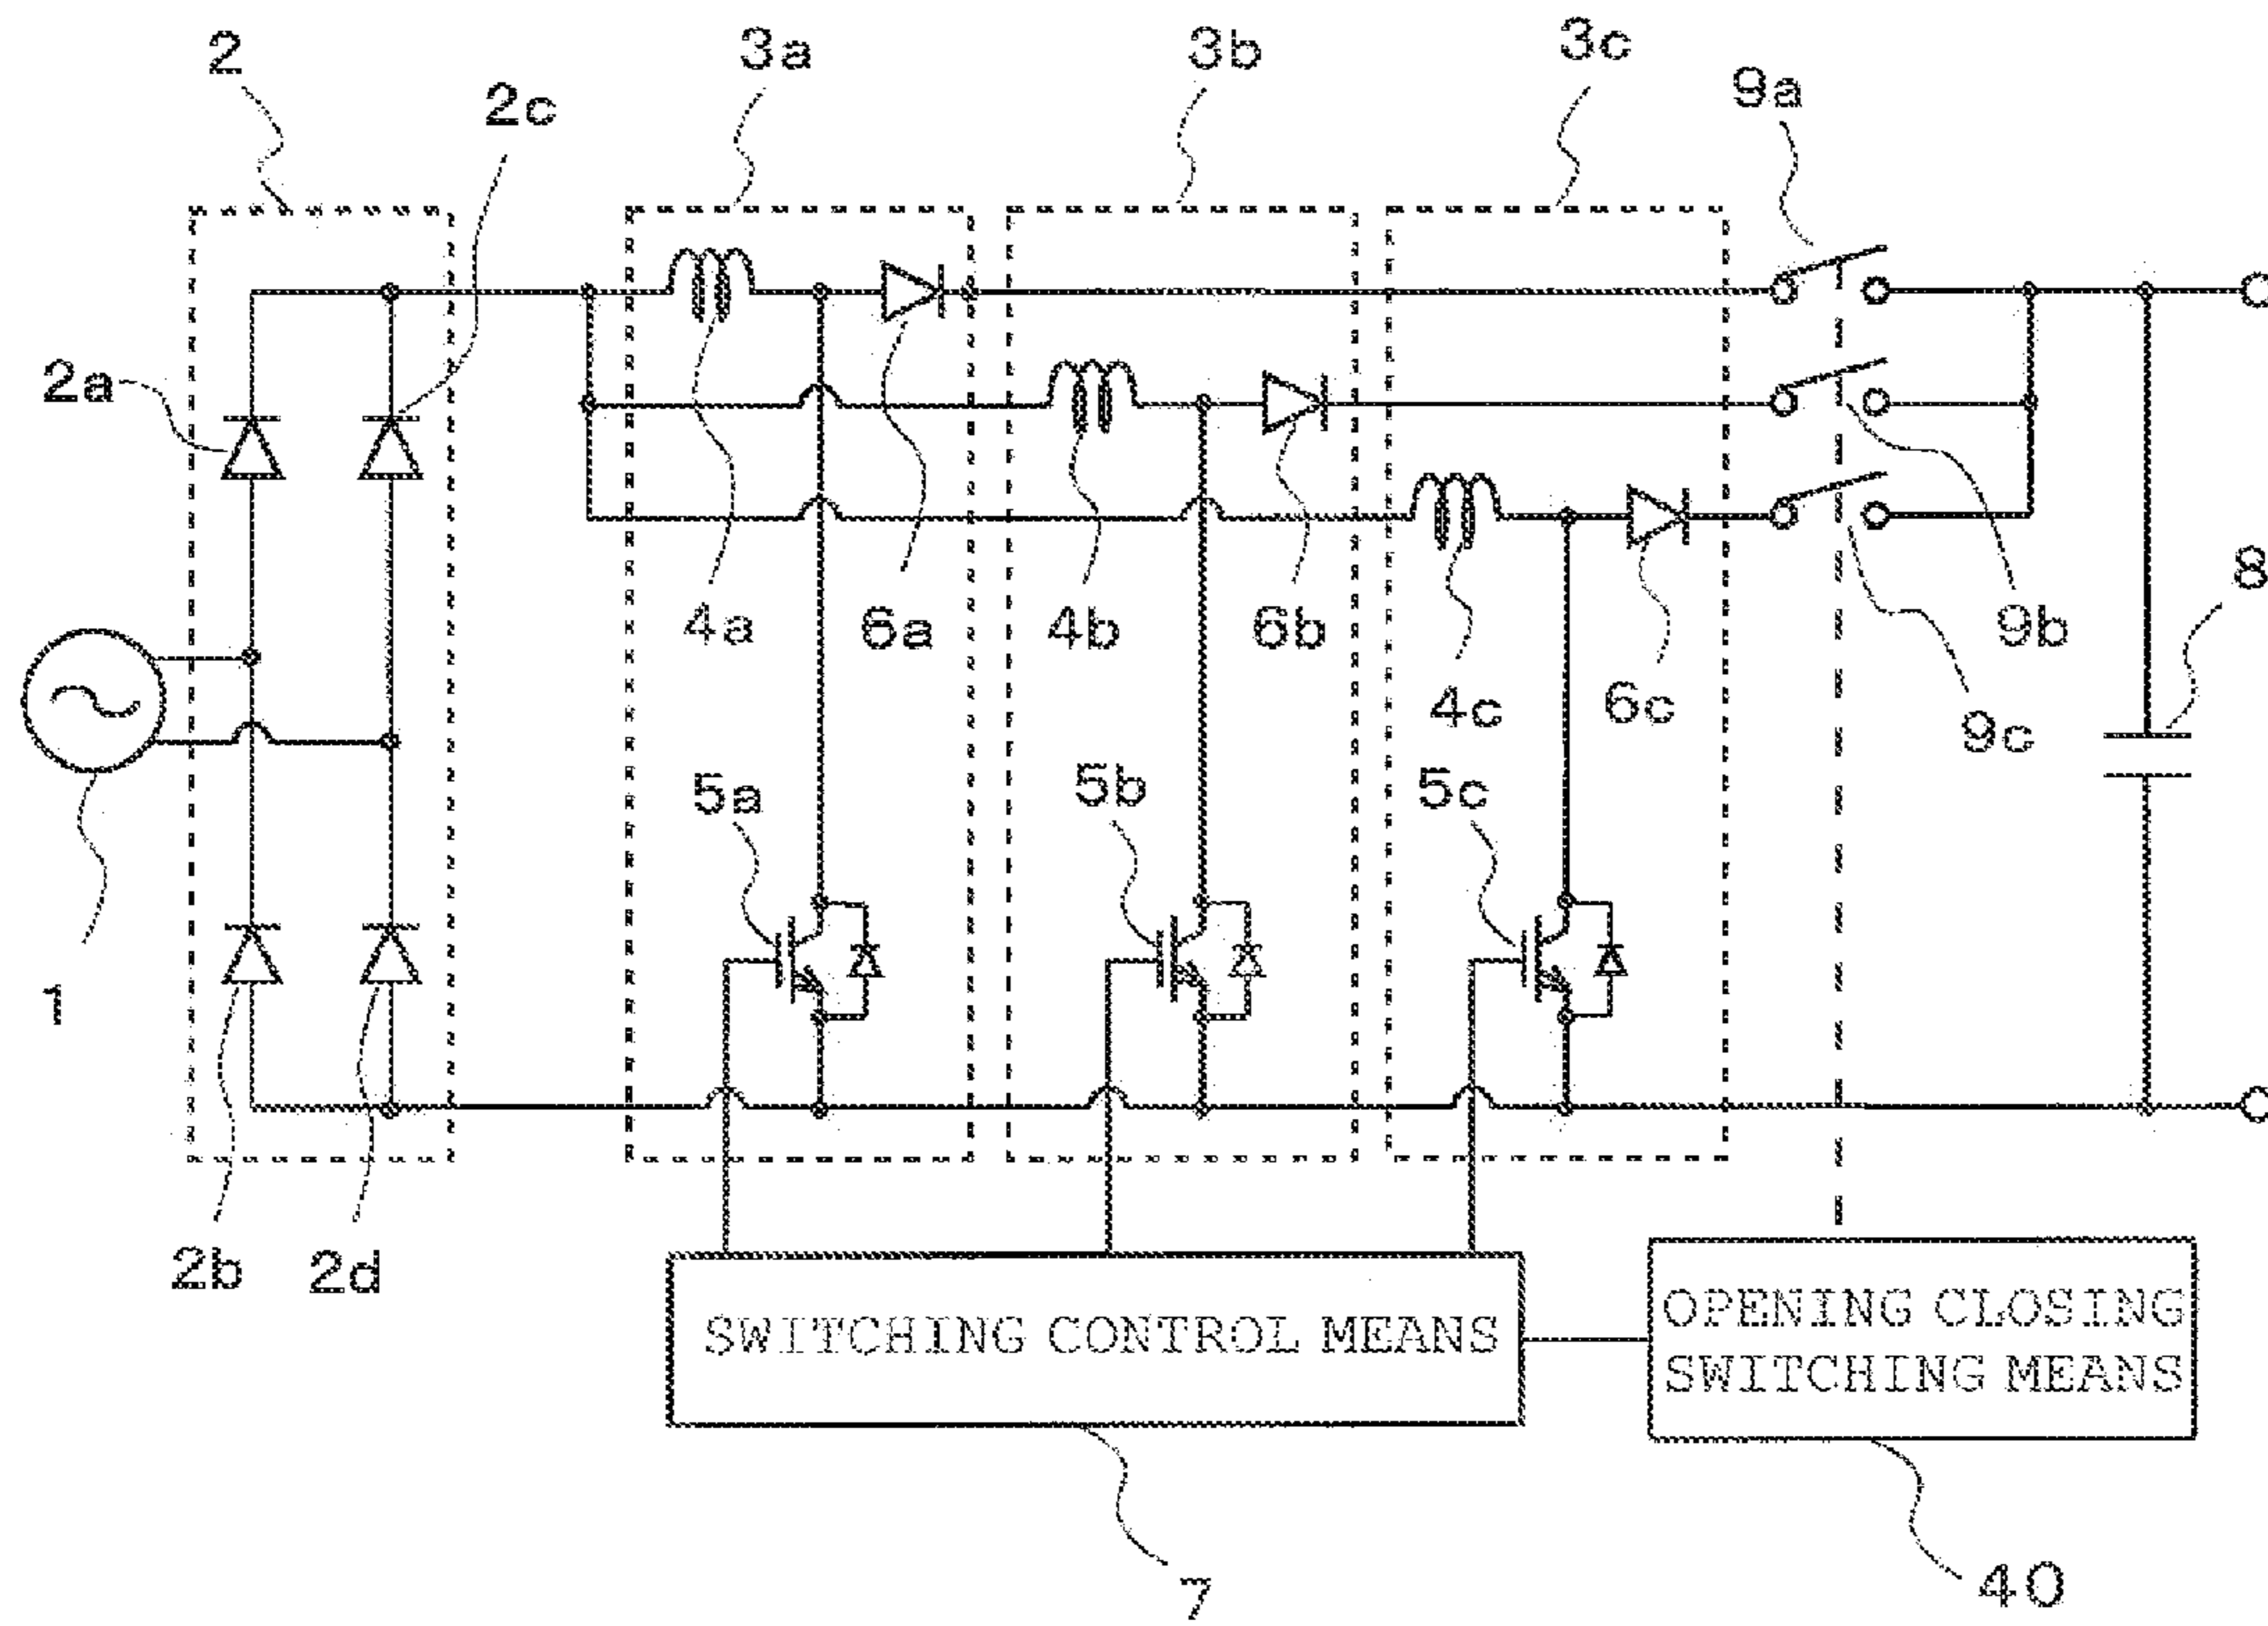 2
2c
3a
3b
3c
9a
2a
4a
6a
4b
6b
9b
8
4c
6c
9c
5a
5b
5c
1
2b
2d
SWITCHING CONTROL MEANS
OPENING CLOSING
SWITCHING MEANS
7
40